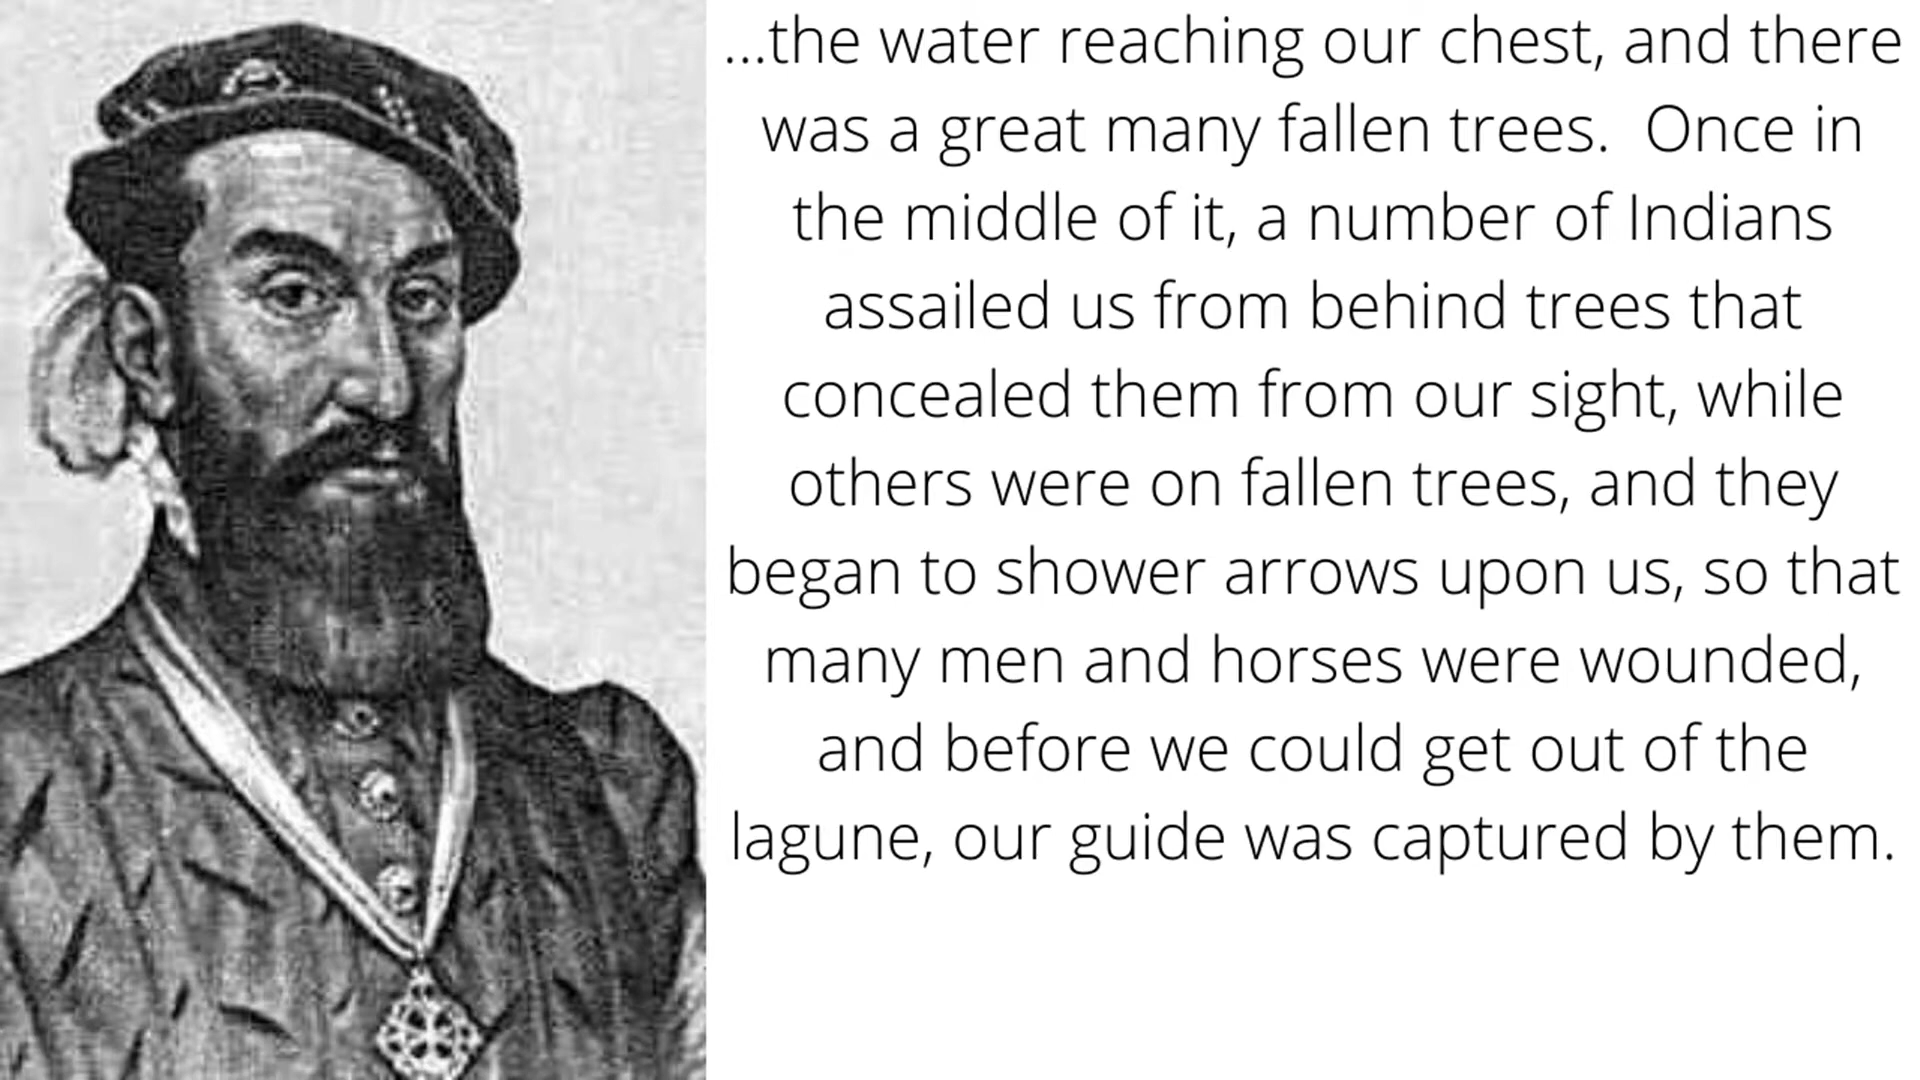 ...the water reaching our chest, and there
was a great many fallen trees.  Once in
the middle of it, a number of Indians
assailed us from behind trees that
concealed them from our sight, while
others were on fallen trees, and they
began to shower arrows upon us, so that
many men and horses were wounded,
and before we could get out of the
lagune, our guide was captured by them.